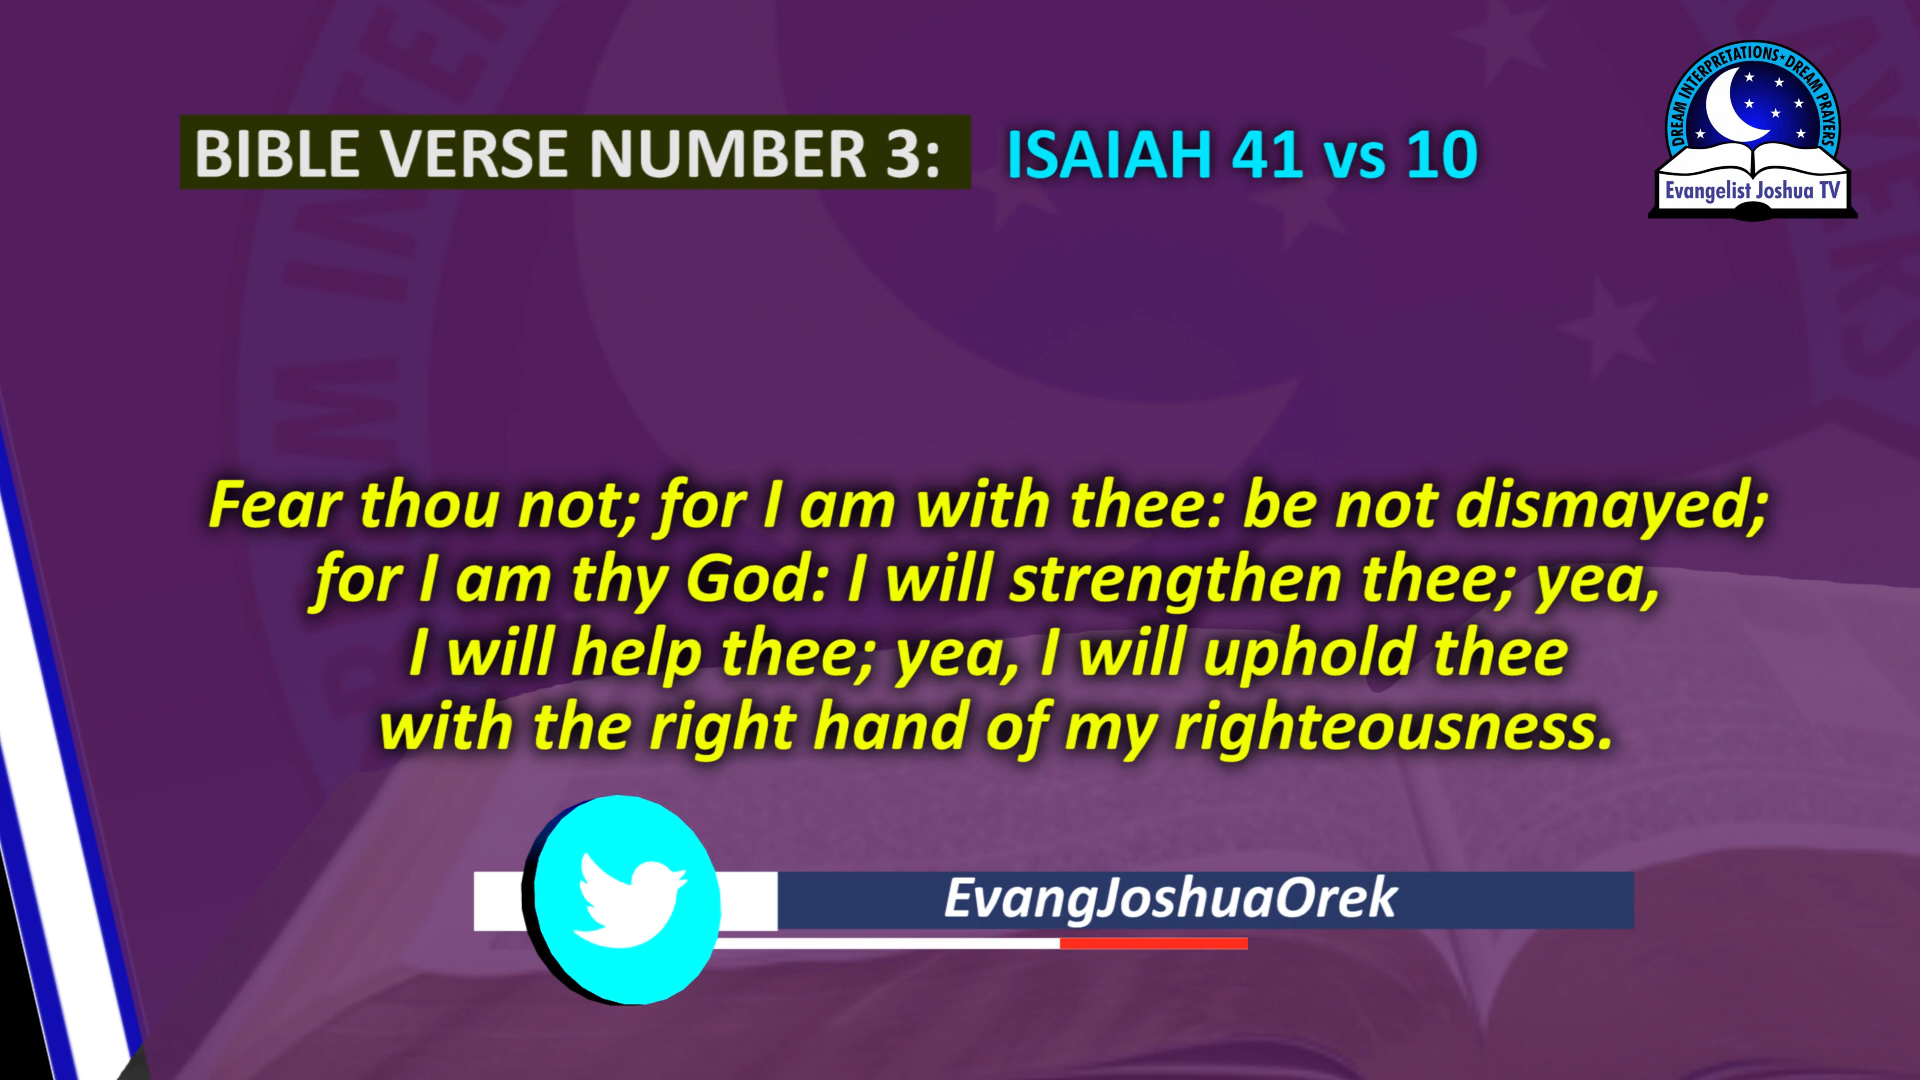 BIBLE VERSE NUMBER 3: ISAIAH 41 vs 10
DREAM INTERPRETATIONS★DREAM PRAYERS
Evangelist Joshua TV
Fear thou not; for I am with thee: be not dismayed;
for I am thy God: I will strengthen thee; yea,
I will help thee; yea, I will uphold thee
with the right hand of my righteousness.
EvangJoshuaOrek